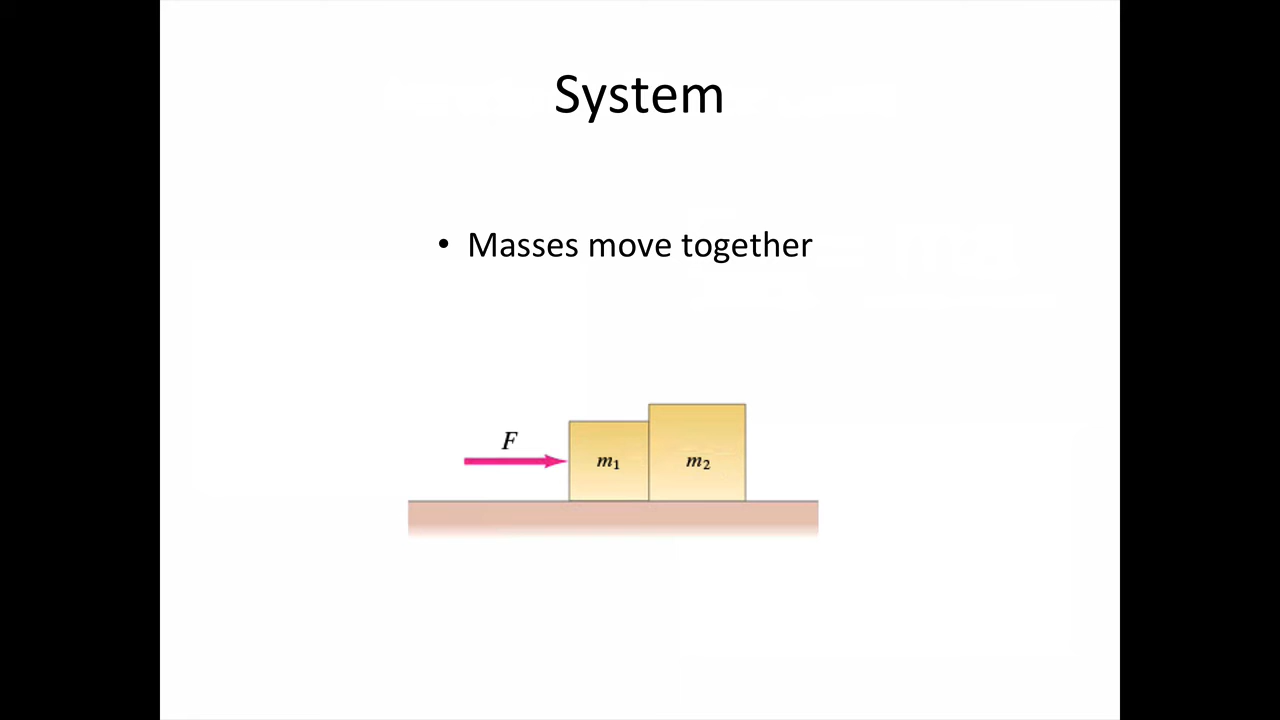 System
• Masses move together
F
m₁ m₂